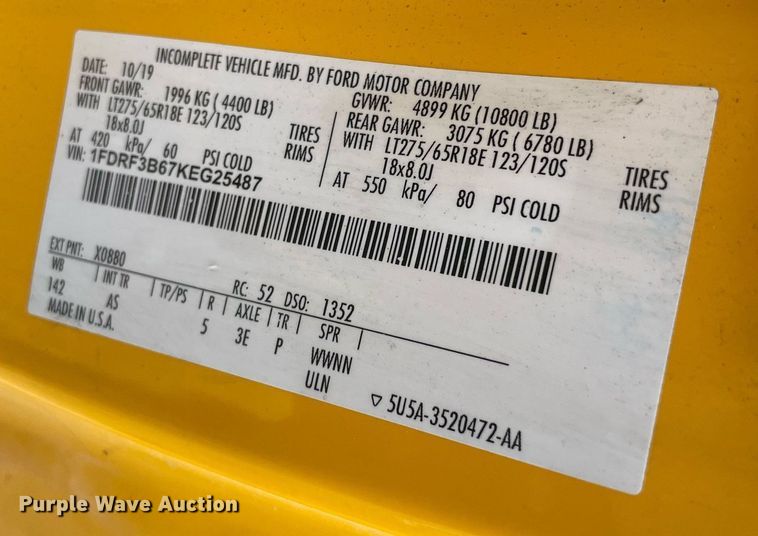 INCOMPLETE VEHICLE MFD. BY FORD MOTOR COMPANY
DATE: 10/19 GVWR: 4899 KG (10800 LB)
FRONT GAWR: 1996 KG (4400 LB) REAR GAWR: 3075 KG (6780 LB)
WITH LT275/65R18E 123/120S TIRES WITH LT275/65R18E 123/120S TIRES
18x8.0J RIMS 18x8.0J RIMS
AT 420 kPa/ 60 PSI COLD AT 550 kPa/ 80 PSI COLD
VIN: 1FDRF3B67KEG25487
EXT PNT: X0880 RC: 52 DSO: 1352
WB INT TR TP/PS R AXLE TR SPR
142 AS 5 3E P WWNN
MADE IN U.S.A. ULN
5U5A-3520472-AA
Purple Wave Auction